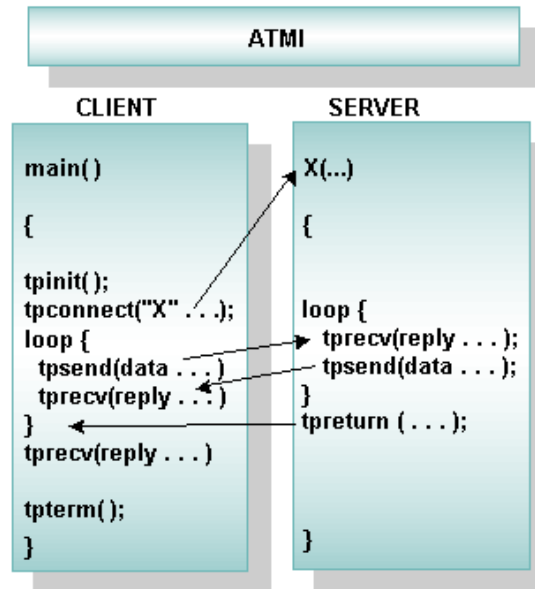 ATMI
CLIENT
main( )
{
tpinit( );
tpconnect("X" . . .);
loop {
tpsend(data . . . )
tprecv(reply . . . )
}
tprecv(reply . . . )
tpterm( );
}
SERVER
X(...)
{
loop {
tprecv(reply . . . );
tpsend(data . . . );
}
tpreturn ( . . . );
}